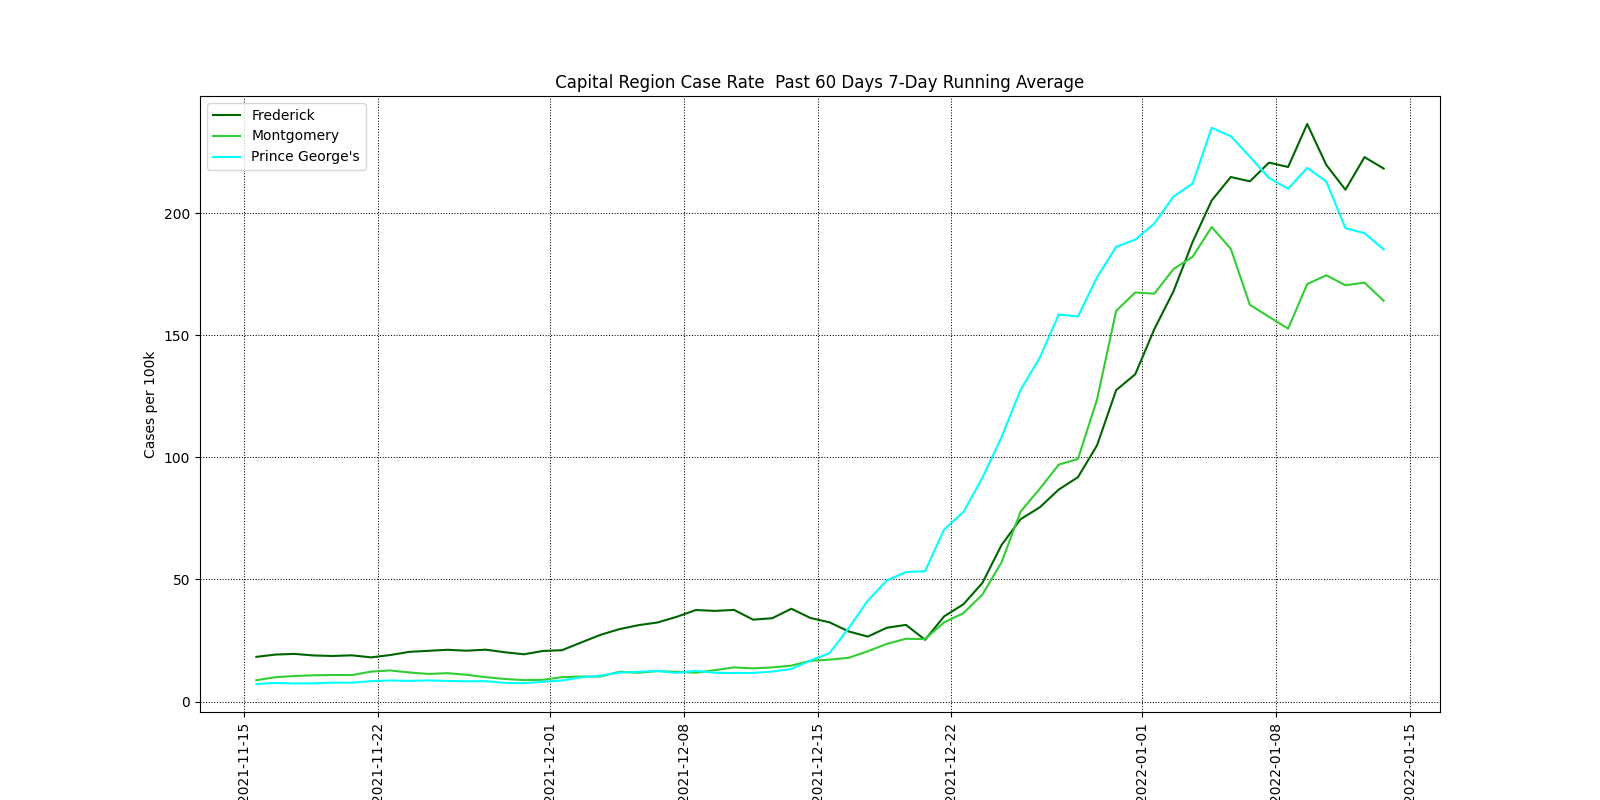 Capital Region Case Rate  Past 60 Days 7-Day Running Average
Frederick
Montgomery
Prince George's
Cases per 100k
200
150
100
50
0
2021-11-15
2021-11-22
2021-12-01
2021-12-08
2021-12-15
2021-12-22
2022-01-01
2022-01-08
2022-01-15